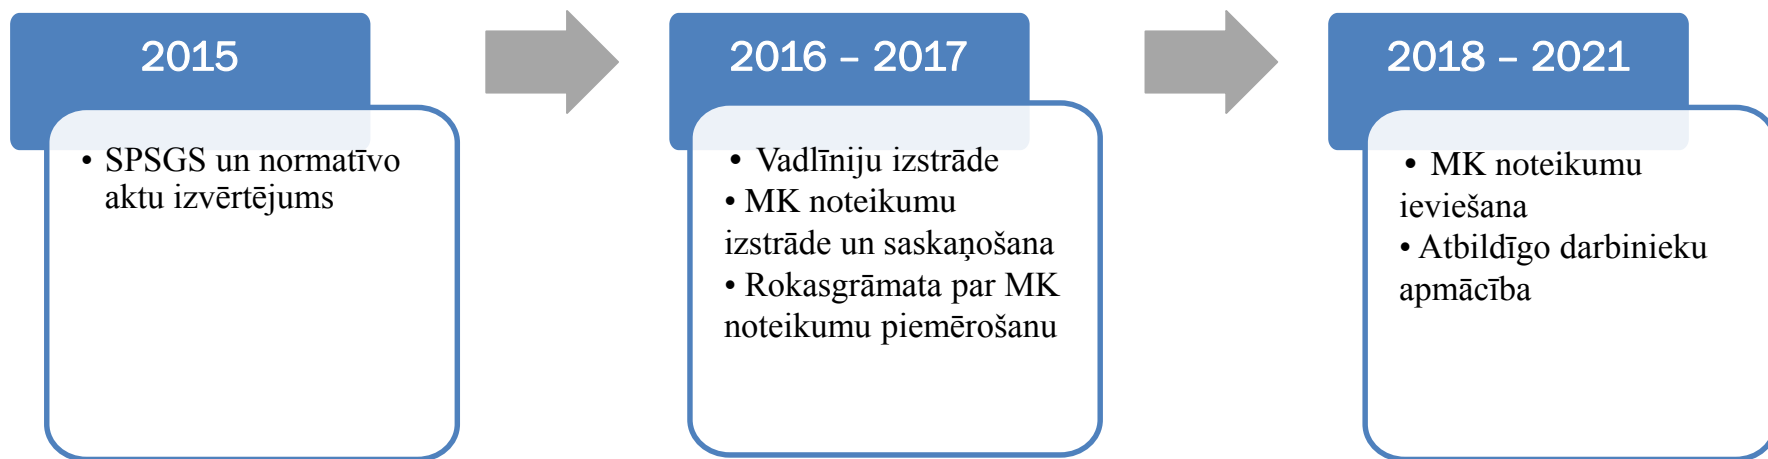 2015
• SPSGS un normatīvo
aktu izvērtējums
2016 – 2017
• Vadlīniju izstrāde
• MK noteikumu
izstrāde un saskaņošana
• Rokasgrāmata par MK
noteikumu piemērošanu
2018 – 2021
• MK noteikumu
ieviešana
• Atbildīgo darbinieku
apmācība